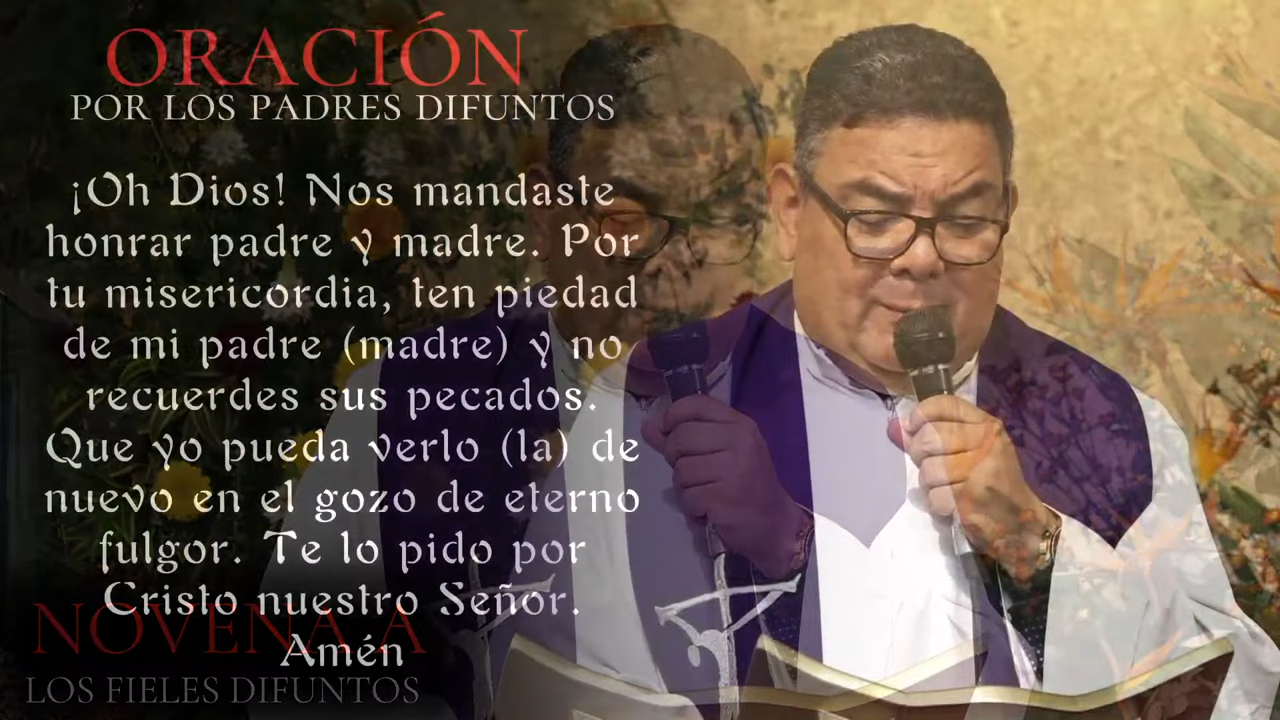 ORACIÓN
POR LOS PADRES DIFUNTOS
¡Oh Dios! Nos mandaste
honrar padre y madre. Por
tu misericordia, ten piedad
de mi padre (madre) y no
recuerdes sus pecados.
Que yo pueda verlo (la) de
nuevo en el gozo de eterno
fulgor. Te lo pido por
Cristo nuestro Señor.
Amén
NOVENA A
LOS FIELES DIFUNTOS